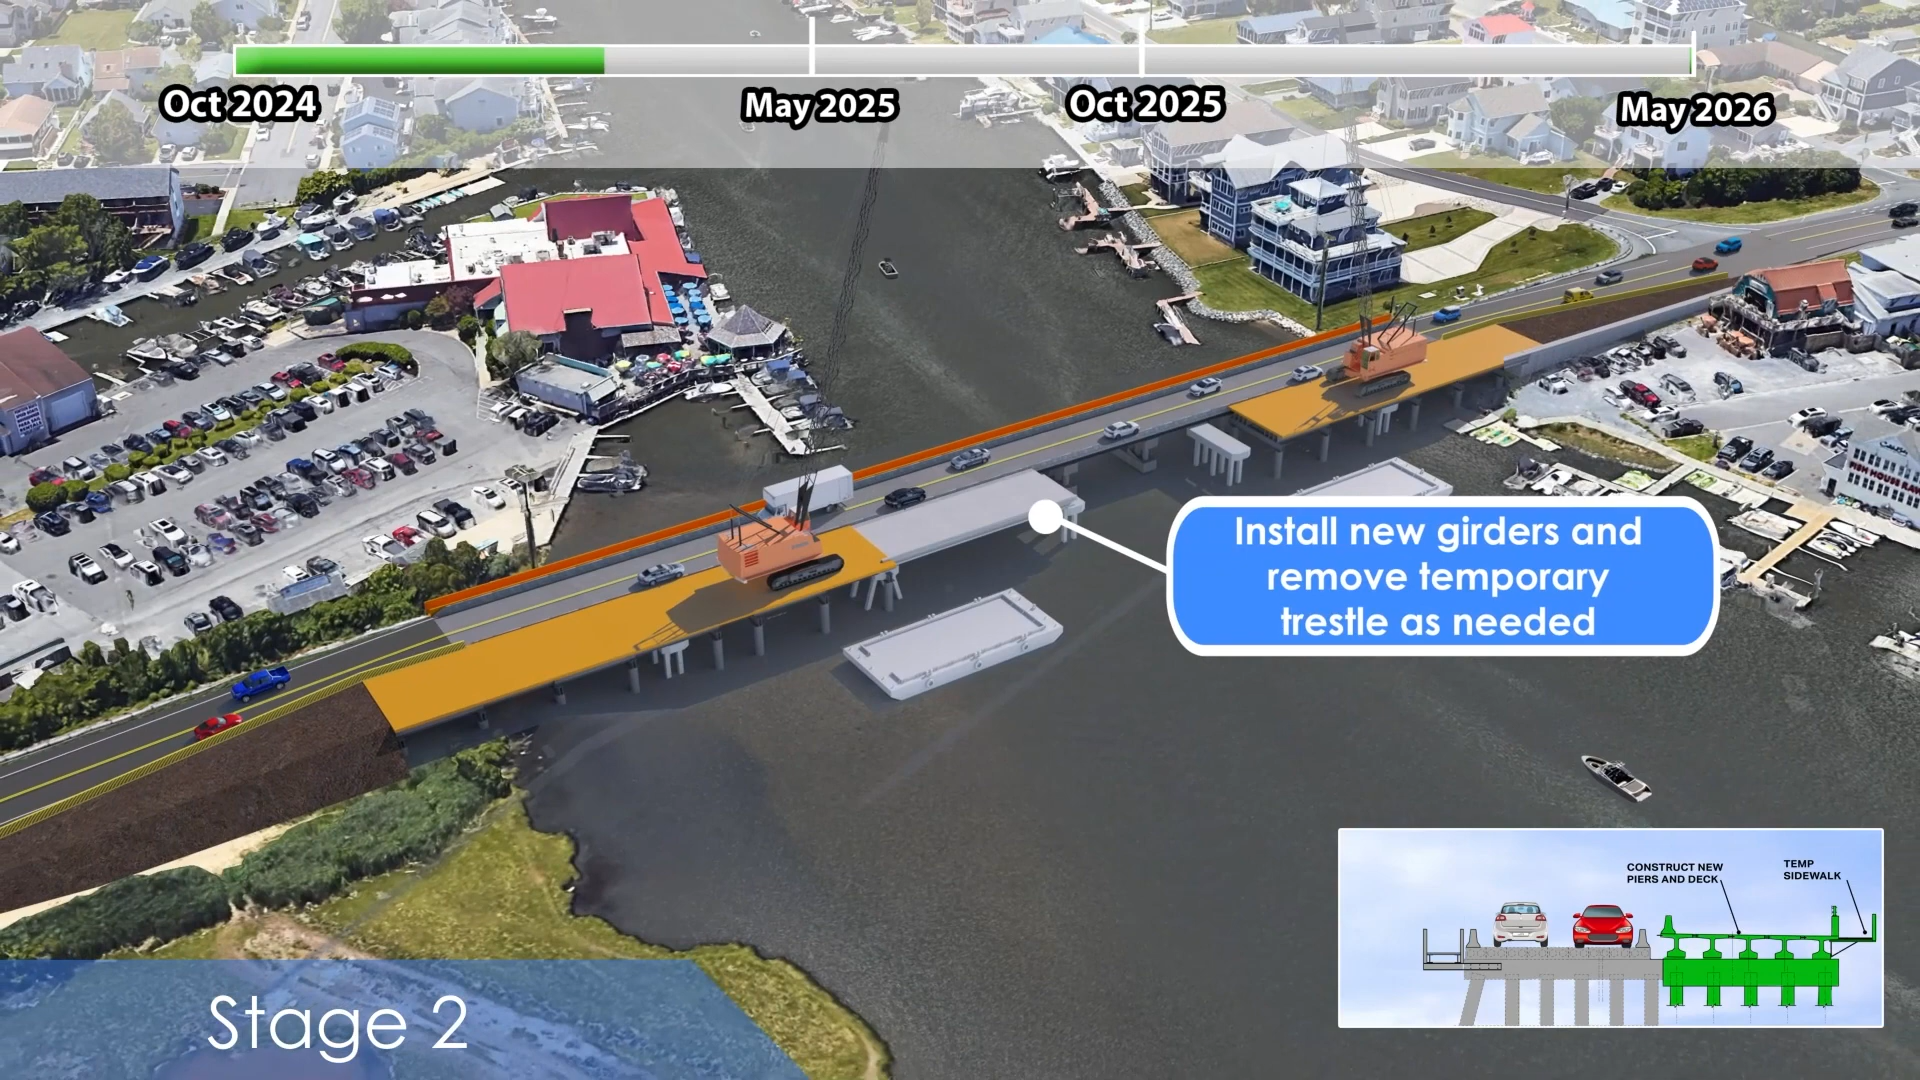 Oct 2024
May 2025
Oct 2025
May 2026
Install new girders and
remove temporary
trestle as needed
CONSTRUCT NEW
PIERS AND DECK
TEMP
SIDEWALK
Stage 2